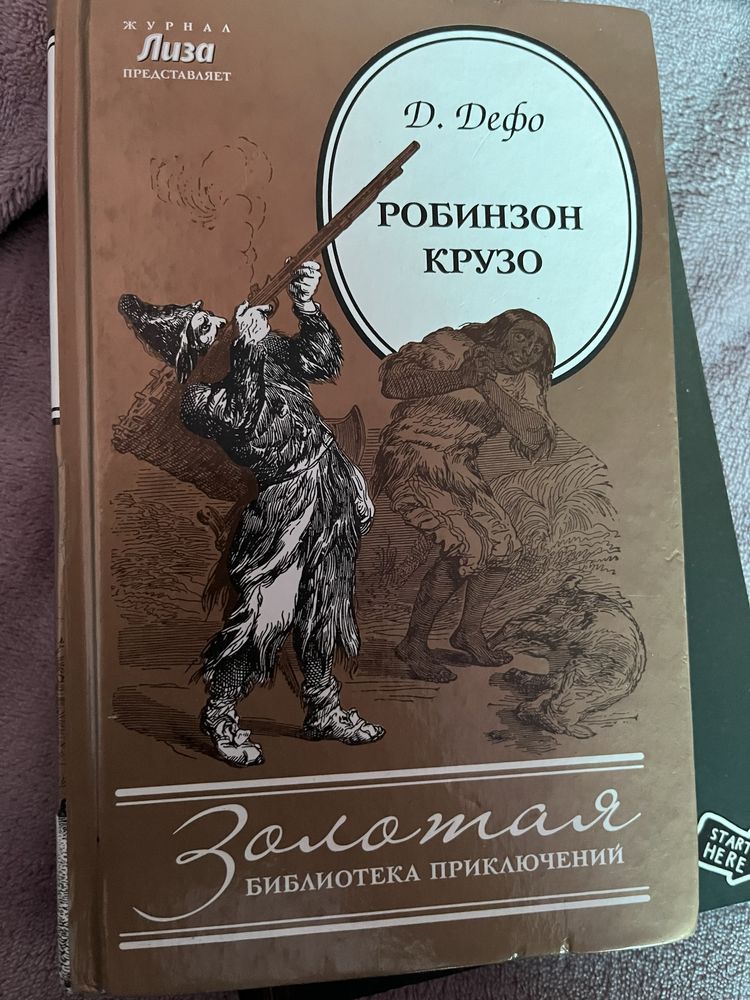 ЖУРНАЛ
Лиза
ПРЕДСТАВЛЯЕТ
Д. Дефо
РОБИНЗОН
КРУЗО
Золотая
БИБЛИОТЕКА ПРИКЛЮЧЕНИЙ
START
HERE